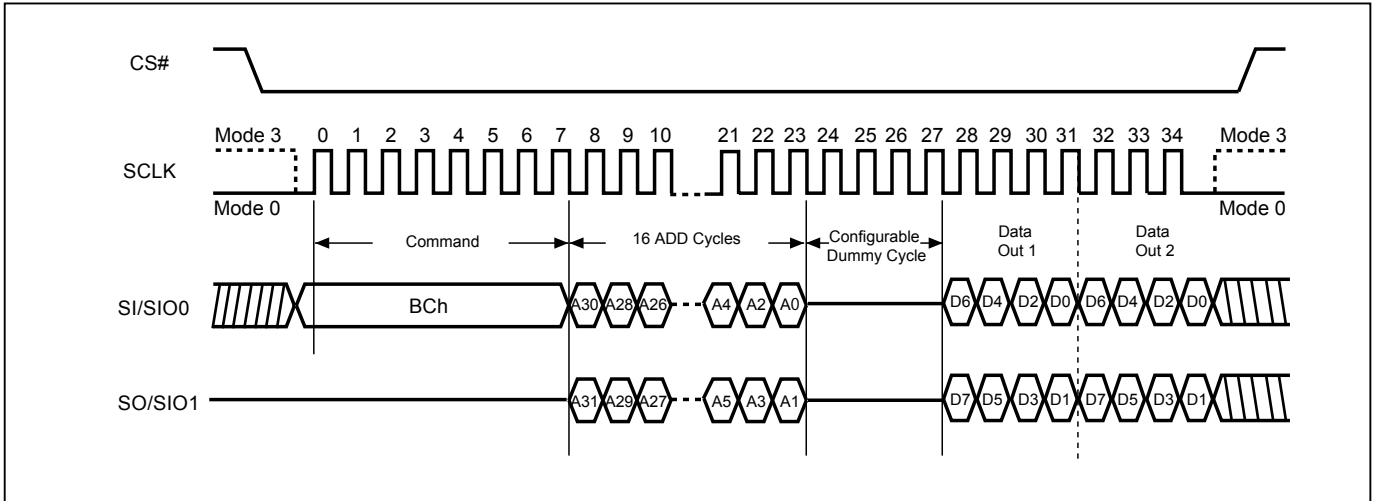 CS#
Mode 3 0 1 2 3 4 5 6 7 8 9 10 21 22 23 24 25 26 27 28 29 30 31 32 33 34 Mode 3
SCLK
Mode 0 Mode 0
Command 16 ADD Cycles Configurable Dummy Cycle Data Out 1 Data Out 2
SI/SIO0 BCh A30 A28 A26 A4 A2 A0 D6 D4 D2 D0 D6 D4 D2 D0
SO/SIO1 A31 A29 A27 A5 A3 A1 D7 D5 D3 D1 D7 D5 D3 D1